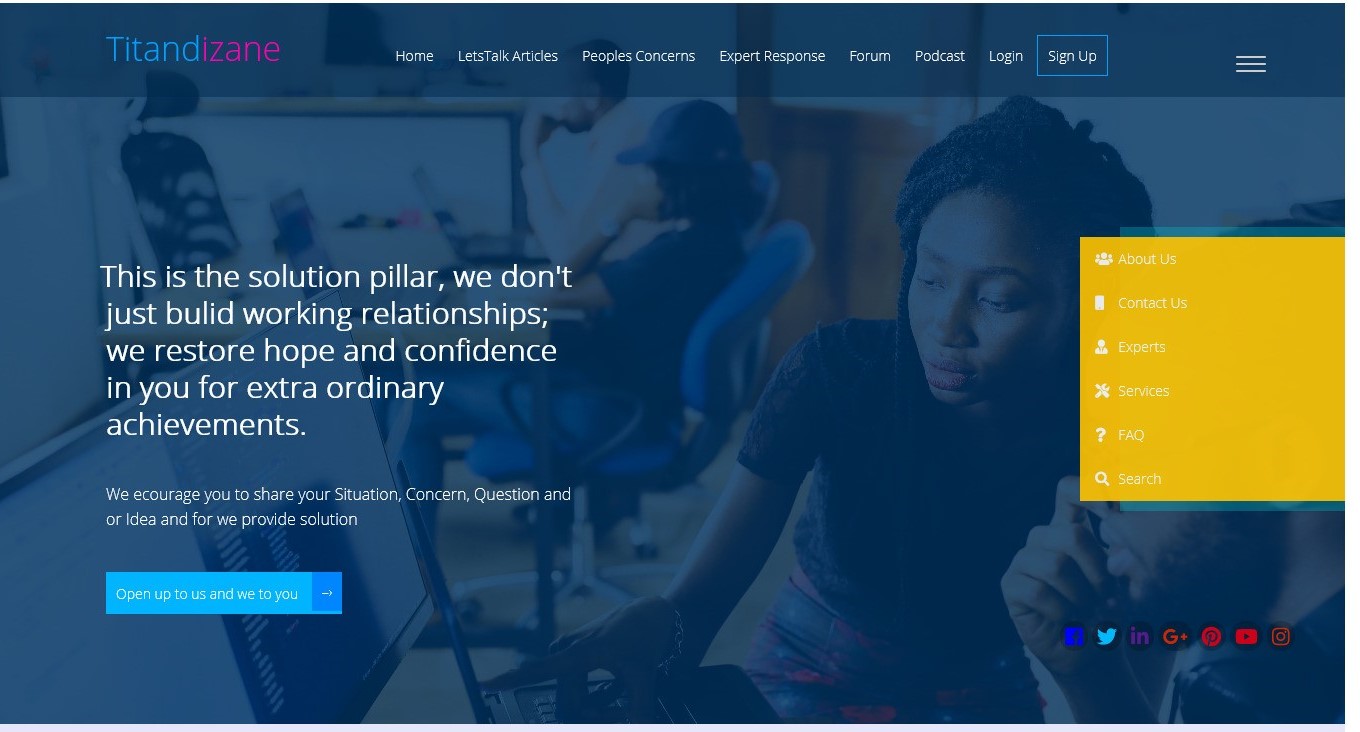 Titandizane
Home LetsTalk Articles Peoples Concerns Expert Response Forum Podcast Login Sign Up
This is the solution pillar, we don't
just bulid working relationships;
we restore hope and confidence
in you for extra ordinary
achievements.
We ecourage you to share your Situation, Concern, Question and
or Idea and for we provide solution
Open up to us and we to you
About Us
Contact Us
Experts
Services
FAQ
Search